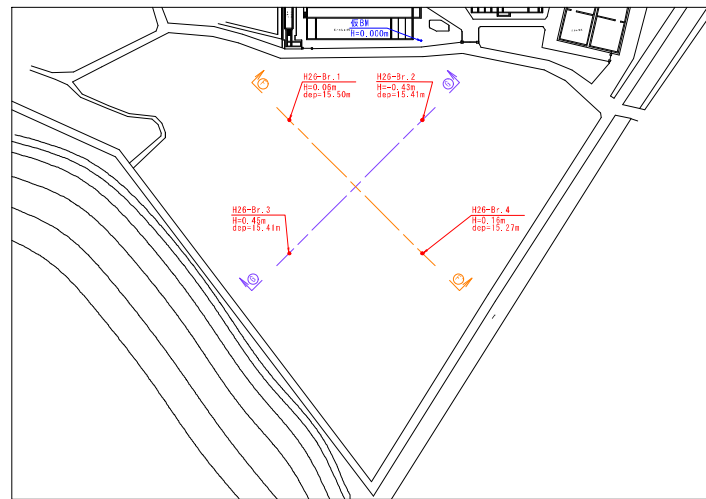 仮BM
H=0.000m
H26-Br.1
H=0.06m
dep=15.50m
H26-Br.2
H=-0.43m
dep=15.41m
H26-Br.3
H=0.45m
dep=15.41m
H26-Br.4
H=0.16m
dep=15.27m